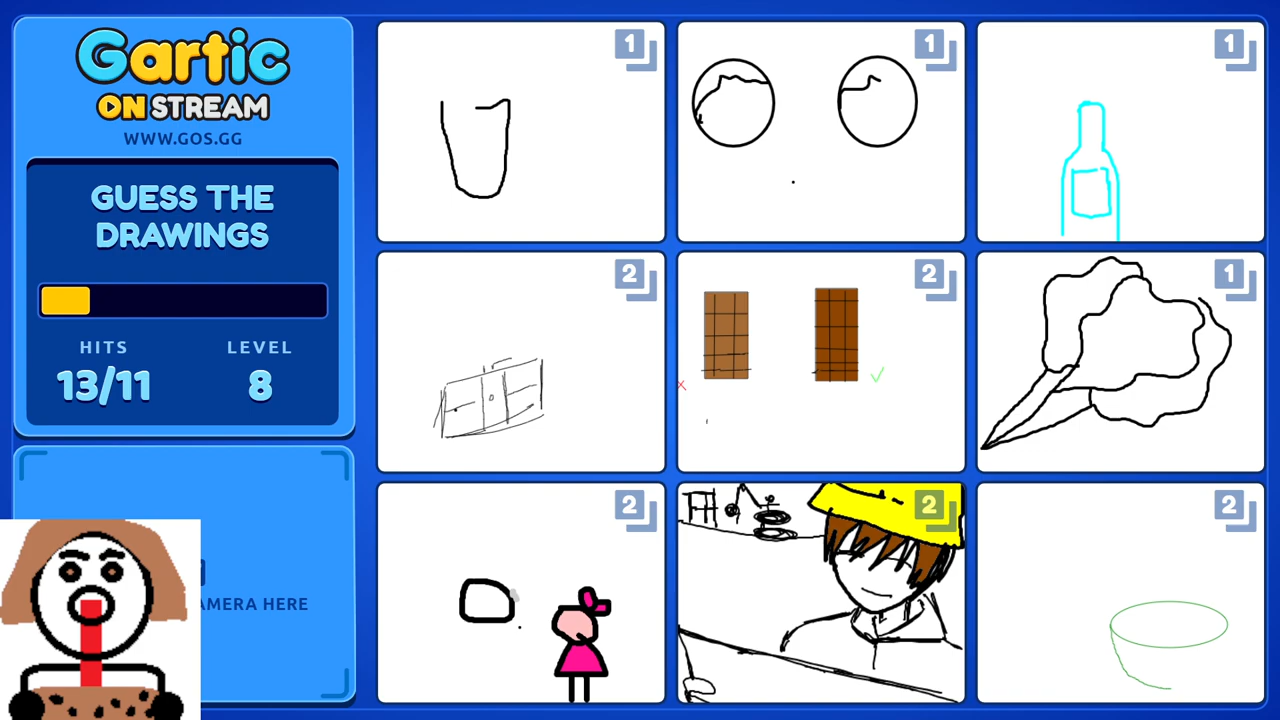 Gartic
ON STREAM
WWW.GOS.GG
GUESS THE
DRAWINGS
HITS
LEVEL
13/11
8
AMERA HERE
1
1
1
2
2
1
2
2
2